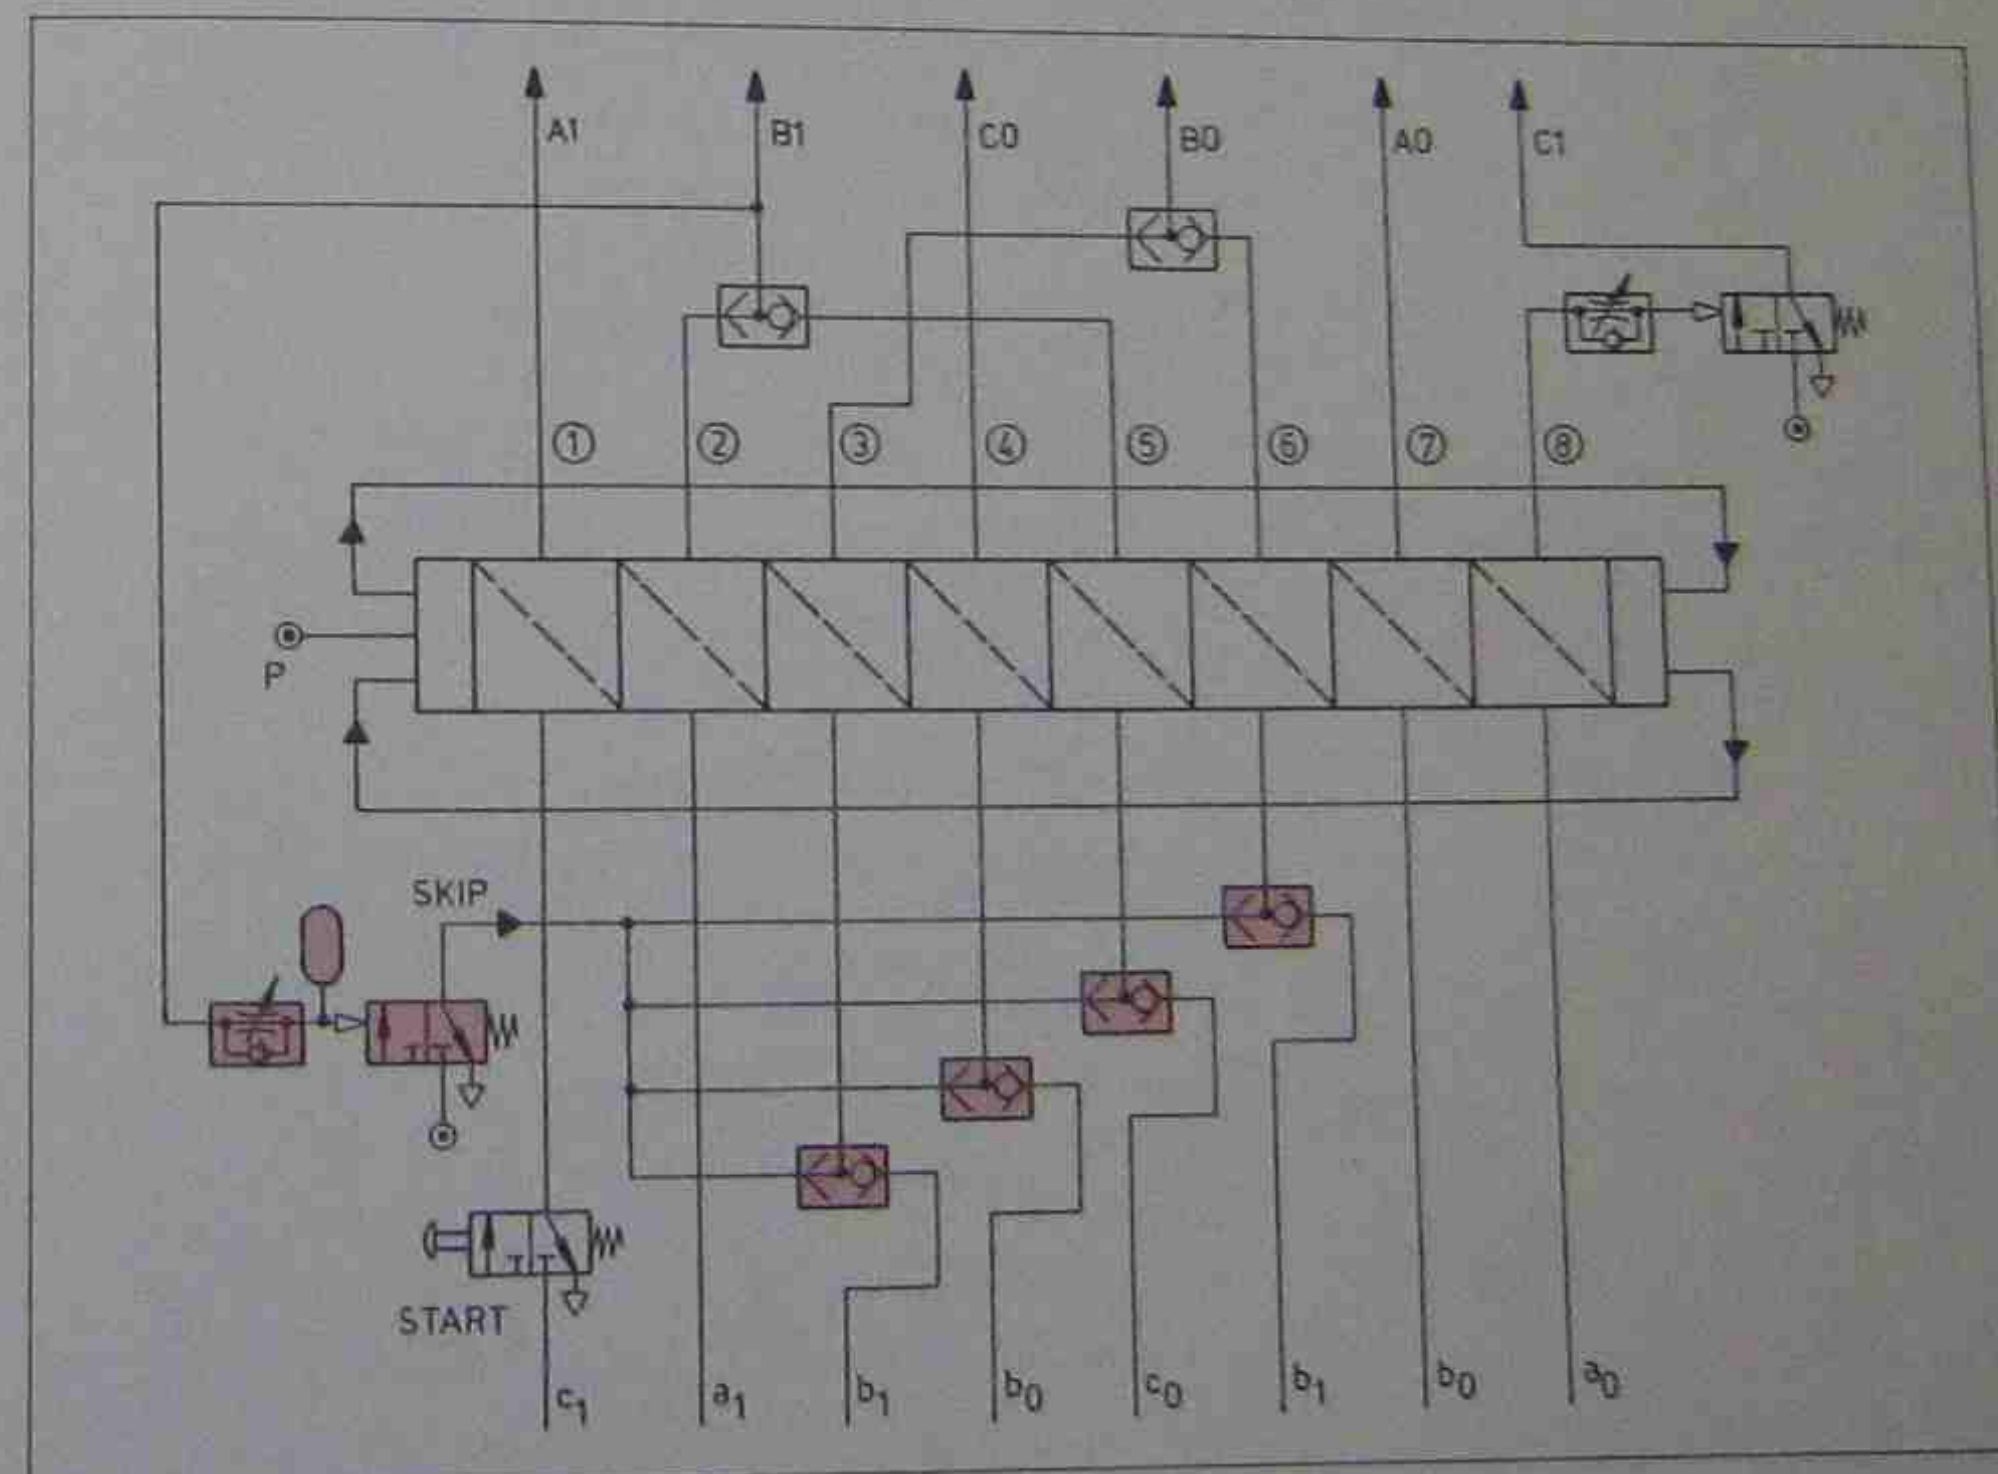 A1 B1 C0 B0 A0 C1
① ② ③ ④ ⑤ ⑥ ⑦ ⑧
P
SKIP
START
c1 a1 b1 b0 c0 b1 b0 a0